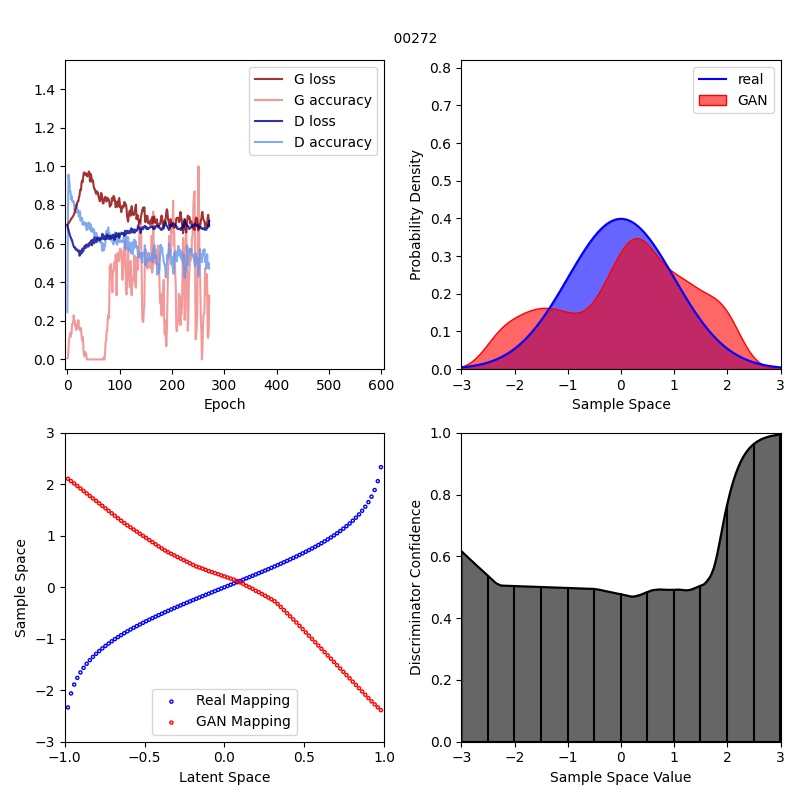 00272
G loss
G accuracy
D loss
D accuracy
1.4
1.2
1.0
0.8
0.6
0.4
0.2
0.0
0 100 200 300 400 500 600
Epoch
real
GAN
Probability Density
0.8
0.7
0.6
0.5
0.4
0.3
0.2
0.1
0.0
−3 −2 −1 0 1 2 3
Sample Space
Sample Space
3
2
1
0
−1
−2
−3
Real Mapping
GAN Mapping
−1.0 −0.5 0.0 0.5 1.0
Latent Space
Discriminator Confidence
1.0
0.8
0.6
0.4
0.2
0.0
−3 −2 −1 0 1 2 3
Sample Space Value